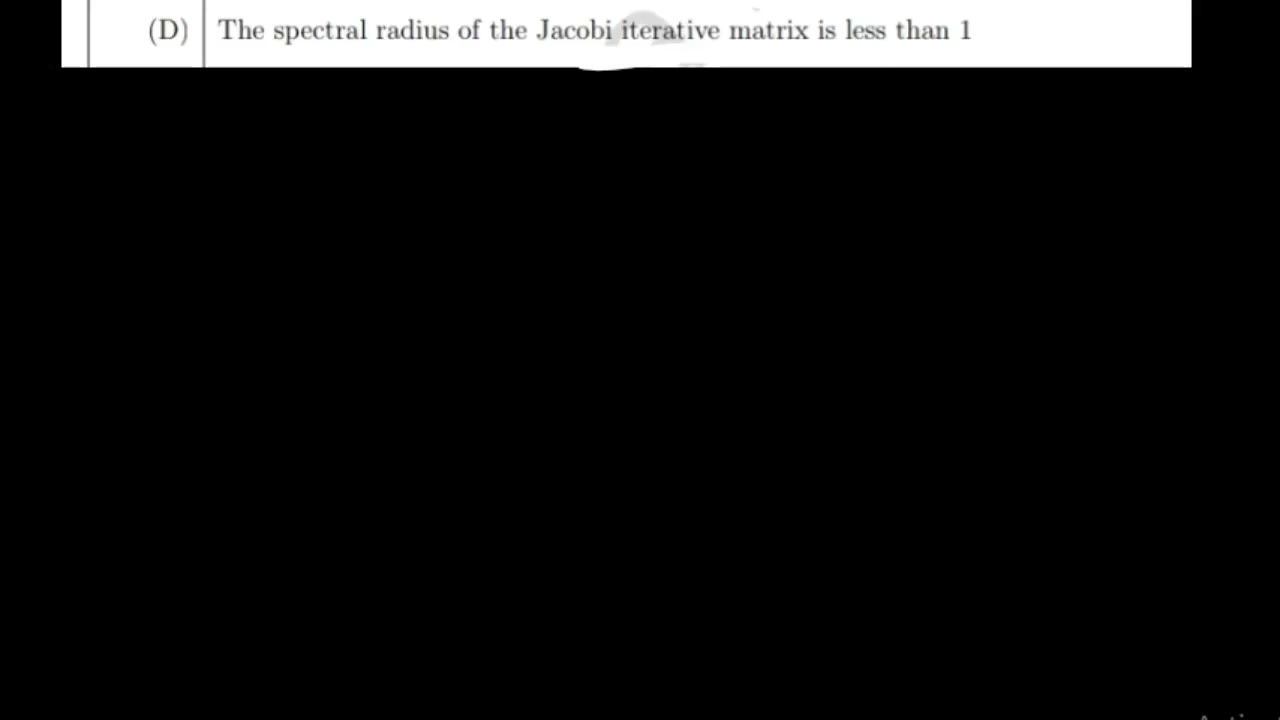 (D) The spectral radius of the Jacobi iterative matrix is less than 1